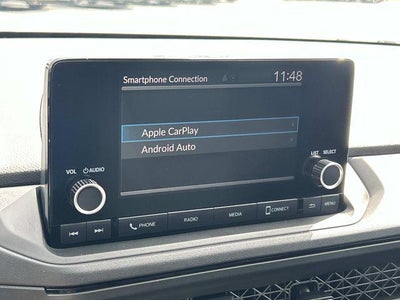 Smartphone Connection 11:48
Apple CarPlay
Android Auto
VOL AUDIO
LIST SELECT
PHONE RADIO MEDIA CONNECT MENU